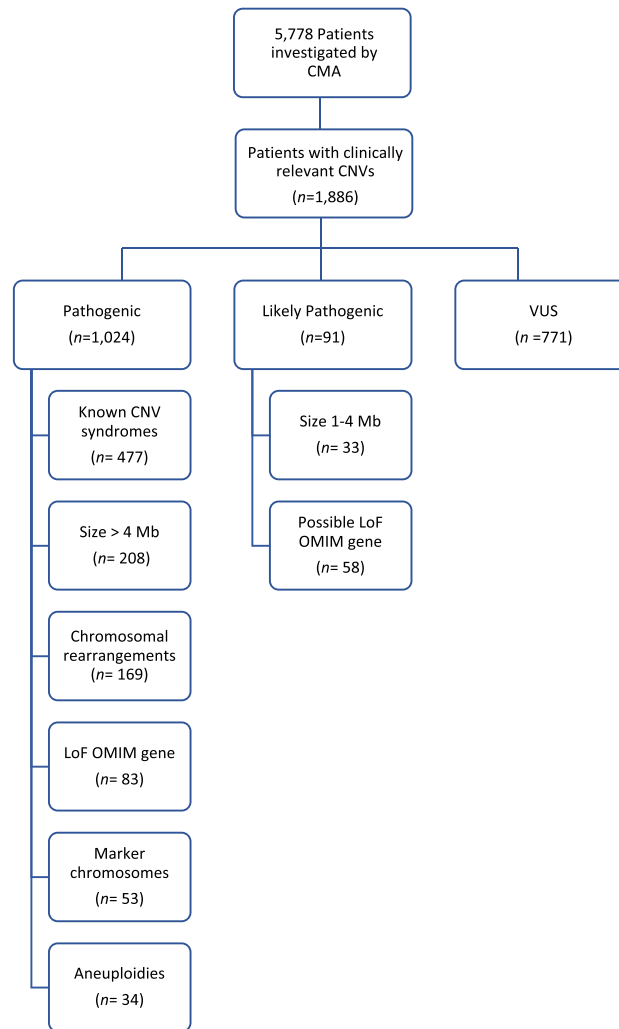 5,778 Patients
investigated by
CMA
Patients with clinically
relevant CNVs
(n=1,886)
Pathogenic
(n=1,024)
Likely Pathogenic
(n=91)
VUS
(n =771)
Known CNV
syndromes
(n= 477)
Size > 4 Mb
(n= 208)
Chromosomal
rearrangements
(n= 169)
LoF OMIM gene
(n= 83)
Marker
chromosomes
(n= 53)
Aneuploidies
(n= 34)
Size 1-4 Mb
(n= 33)
Possible LoF
OMIM gene
(n= 58)